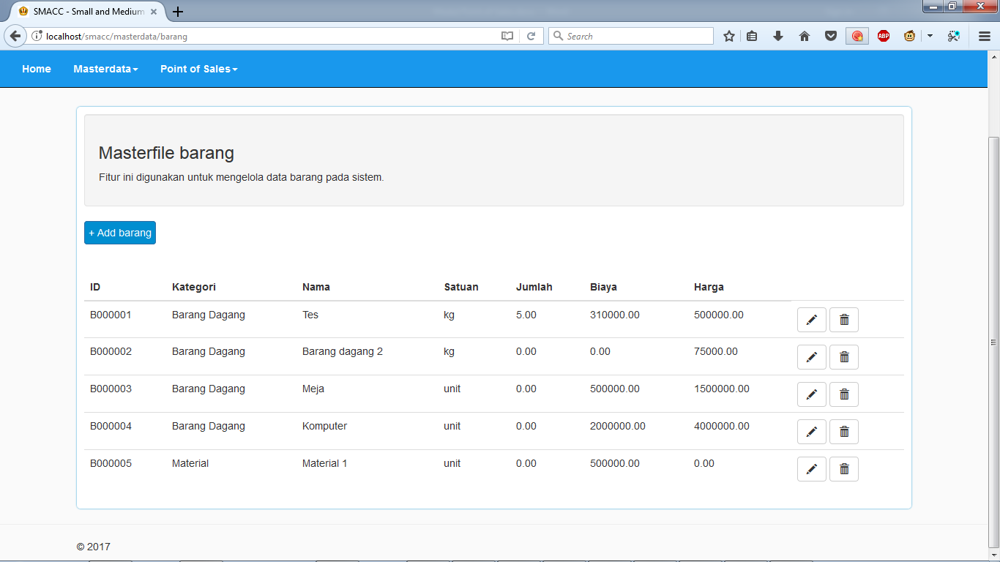 SMACC - Small and Medium
localhost/smacc/masterdata/barang
Search
ABP
Home Masterdata Point of Sales
Masterfile barang
Fitur ini digunakan untuk mengelola data barang pada sistem.
+ Add barang
ID Kategori Nama Satuan Jumlah Biaya Harga
B000001 Barang Dagang Tes kg 5.00 310000.00 500000.00
B000002 Barang Dagang Barang dagang 2 kg 0.00 0.00 75000.00
B000003 Barang Dagang Meja unit 0.00 500000.00 1500000.00
B000004 Barang Dagang Komputer unit 0.00 2000000.00 4000000.00
B000005 Material Material 1 unit 0.00 500000.00 0.00
© 2017